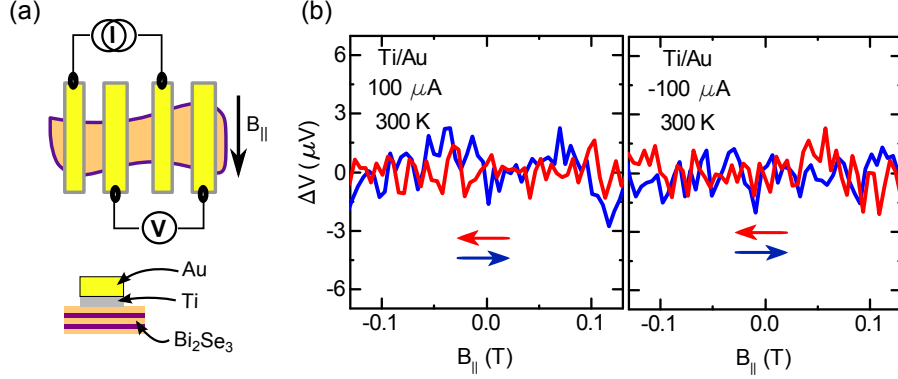 (a)
I
B||
V
Au
Ti
Bi2Se3
(b)
ΔV (μV)
6
3
0
-3
-6
Ti/Au
100 μA
300 K
-0.1
0.0
0.1
B|| (T)
Ti/Au
-100 μA
300 K
-0.1
0.0
0.1
B|| (T)